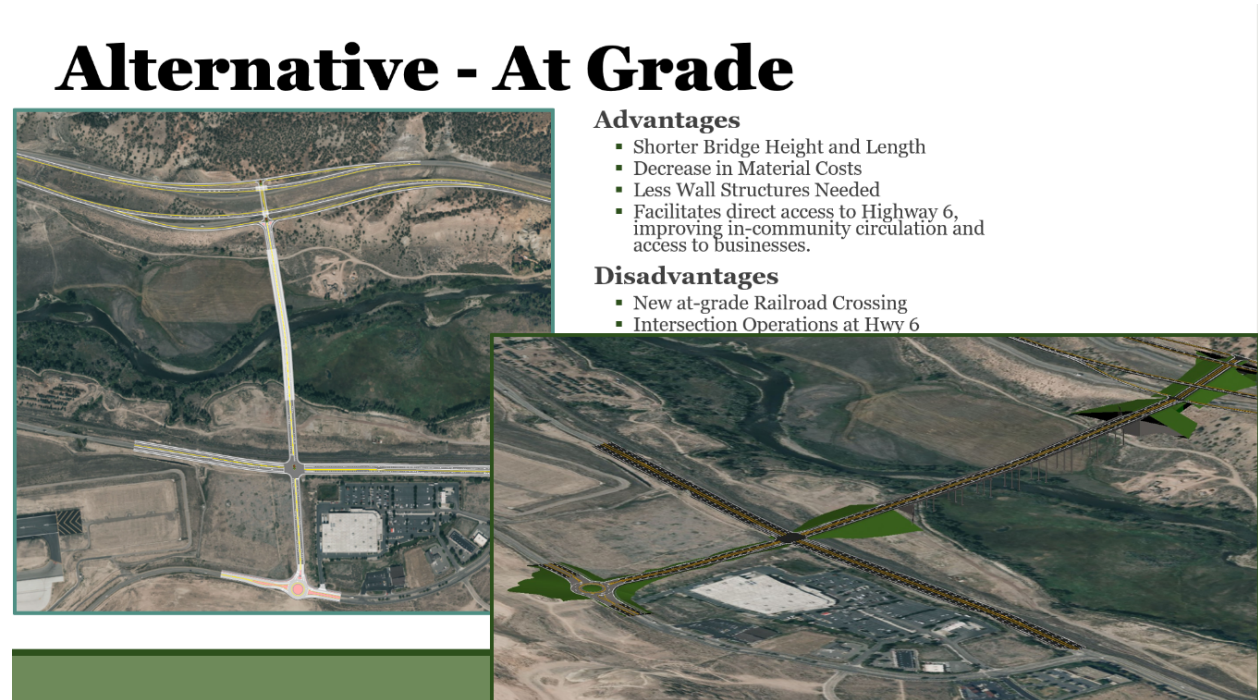 Alternative - At Grade
Advantages
▪ Shorter Bridge Height and Length
▪ Decrease in Material Costs
▪ Less Wall Structures Needed
▪ Facilitates direct access to Highway 6,
improving in-community circulation and
access to businesses.
Disadvantages
▪ New at-grade Railroad Crossing
▪ Intersection Operations at Hwy 6